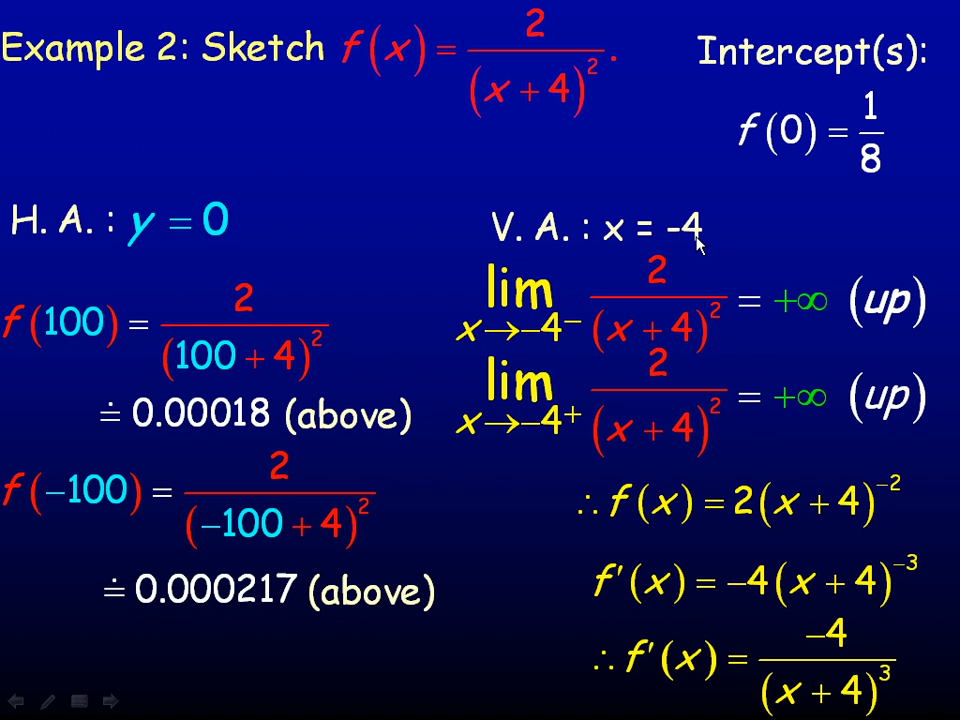 Example 2: Sketch f(x) = 2/(x + 4)².
Intercept(s):
f(0) = 1/8
H. A. : y = 0
f(100) = 2/(100 + 4)²
≐ 0.00018 (above)
f(−100) = 2/(−100 + 4)²
≐ 0.000217 (above)
V. A. : x = -4
lim x→−4⁻ 2/(x + 4)² = +∞ (up)
lim x→−4⁺ 2/(x + 4)² = +∞ (up)
∴ f(x) = 2(x + 4)⁻²
f′(x) = −4(x + 4)⁻³
∴ f′(x) = −4/(x + 4)³